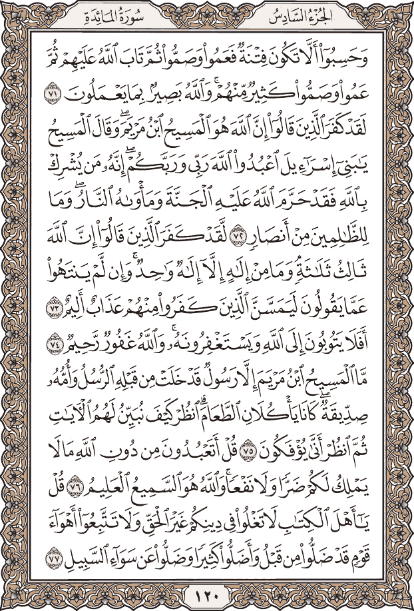 الجزء السادس سورة المائدة
وَحَسِبُوٓا۟ أَلَّا تَكُونَ فِتْنَةٌ فَعَمُوا۟ وَصَمُّوا۟ ثُمَّ تَابَ ٱللَّهُ عَلَيْهِمْ ثُمَّ
عَمُوا۟ وَصَمُّوا۟ كَثِيرٌ مِّنْهُمْ ۚ وَٱللَّهُ بَصِيرٌۢ بِمَا يَعْمَلُونَ ٧١
لَقَدْ كَفَرَ ٱلَّذِينَ قَالُوٓا۟ إِنَّ ٱللَّهَ هُوَ ٱلْمَسِيحُ ٱبْنُ مَرْيَمَ ۖ وَقَالَ ٱلْمَسِيحُ
يَـٰبَنِىٓ إِسْرَٰٓءِيلَ ٱعْبُدُوا۟ ٱللَّهَ رَبِّى وَرَبَّكُمْ ۖ إِنَّهُۥ مَن يُشْرِكْ
بِٱللَّهِ فَقَدْ حَرَّمَ ٱللَّهُ عَلَيْهِ ٱلْجَنَّةَ وَمَأْوَىٰهُ ٱلنَّارُ ۖ وَمَا
لِلظَّـٰلِمِينَ مِنْ أَنصَارٍ ٧٢ لَّقَدْ كَفَرَ ٱلَّذِينَ قَالُوٓا۟ إِنَّ ٱللَّهَ
ثَالِثُ ثَلَـٰثَةٍ ۘ وَمَا مِنْ إِلَـٰهٍ إِلَّآ إِلَـٰهٌ وَٰحِدٌ ۚ وَإِن لَّمْ يَنتَهُوا۟
عَمَّا يَقُولُونَ لَيَمَسَّنَّ ٱلَّذِينَ كَفَرُوا۟ مِنْهُمْ عَذَابٌ أَلِيمٌ ٧٣
أَفَلَا يَتُوبُونَ إِلَى ٱللَّهِ وَيَسْتَغْفِرُونَهُۥ ۚ وَٱللَّهُ غَفُورٌ رَّحِيمٌ ٧٤
مَّا ٱلْمَسِيحُ ٱبْنُ مَرْيَمَ إِلَّا رَسُولٌ قَدْ خَلَتْ مِن قَبْلِهِ ٱلرُّسُلُ وَأُمُّهُۥ
صِدِّيقَةٌ ۖ كَانَا يَأْكُلَانِ ٱلطَّعَامَ ۗ ٱنظُرْ كَيْفَ نُبَيِّنُ لَهُمُ ٱلْـَٔايَـٰتِ
ثُمَّ ٱنظُرْ أَنَّىٰ يُؤْفَكُونَ ٧٥ قُلْ أَتَعْبُدُونَ مِن دُونِ ٱللَّهِ مَا لَا
يَمْلِكُ لَكُمْ ضَرًّا وَلَا نَفْعًا ۚ وَٱللَّهُ هُوَ ٱلسَّمِيعُ ٱلْعَلِيمُ ٧٦ قُلْ
يَـٰٓأَهْلَ ٱلْكِتَـٰبِ لَا تَغْلُوا۟ فِى دِينِكُمْ غَيْرَ ٱلْحَقِّ وَلَا تَتَّبِعُوٓا۟ أَهْوَآءَ
قَوْمٍ قَدْ ضَلُّوا۟ مِن قَبْلُ وَأَضَلُّوا۟ كَثِيرًا وَضَلُّوا۟ عَن سَوَآءِ ٱلسَّبِيلِ ٧٧
١٢٠